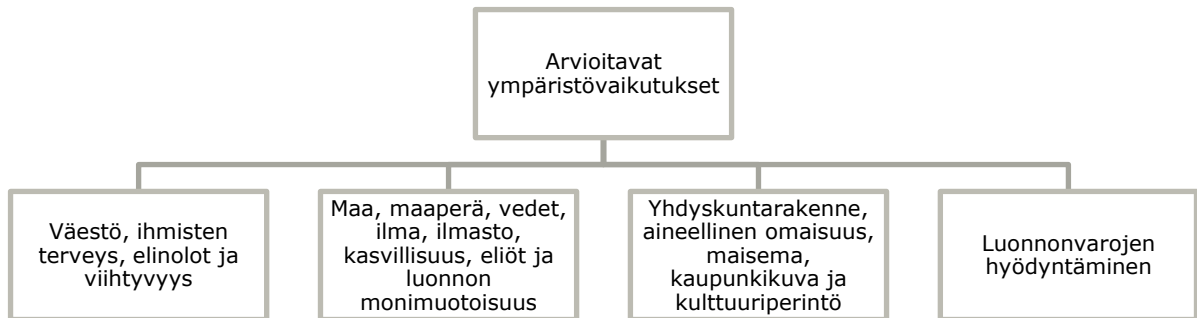 Arvioitavat
ympäristövaikutukset
Väestö, ihmisten
terveys, elinolot ja
viihtyvyys
Maa, maaperä, vedet,
ilma, ilmasto,
kasvillisuus, eliöt ja
luonnon
monimuotoisuus
Yhdyskuntarakenne,
aineellinen omaisuus,
maisema,
kaupunkikuva ja
kulttuuriperintö
Luonnonvarojen
hyödyntäminen